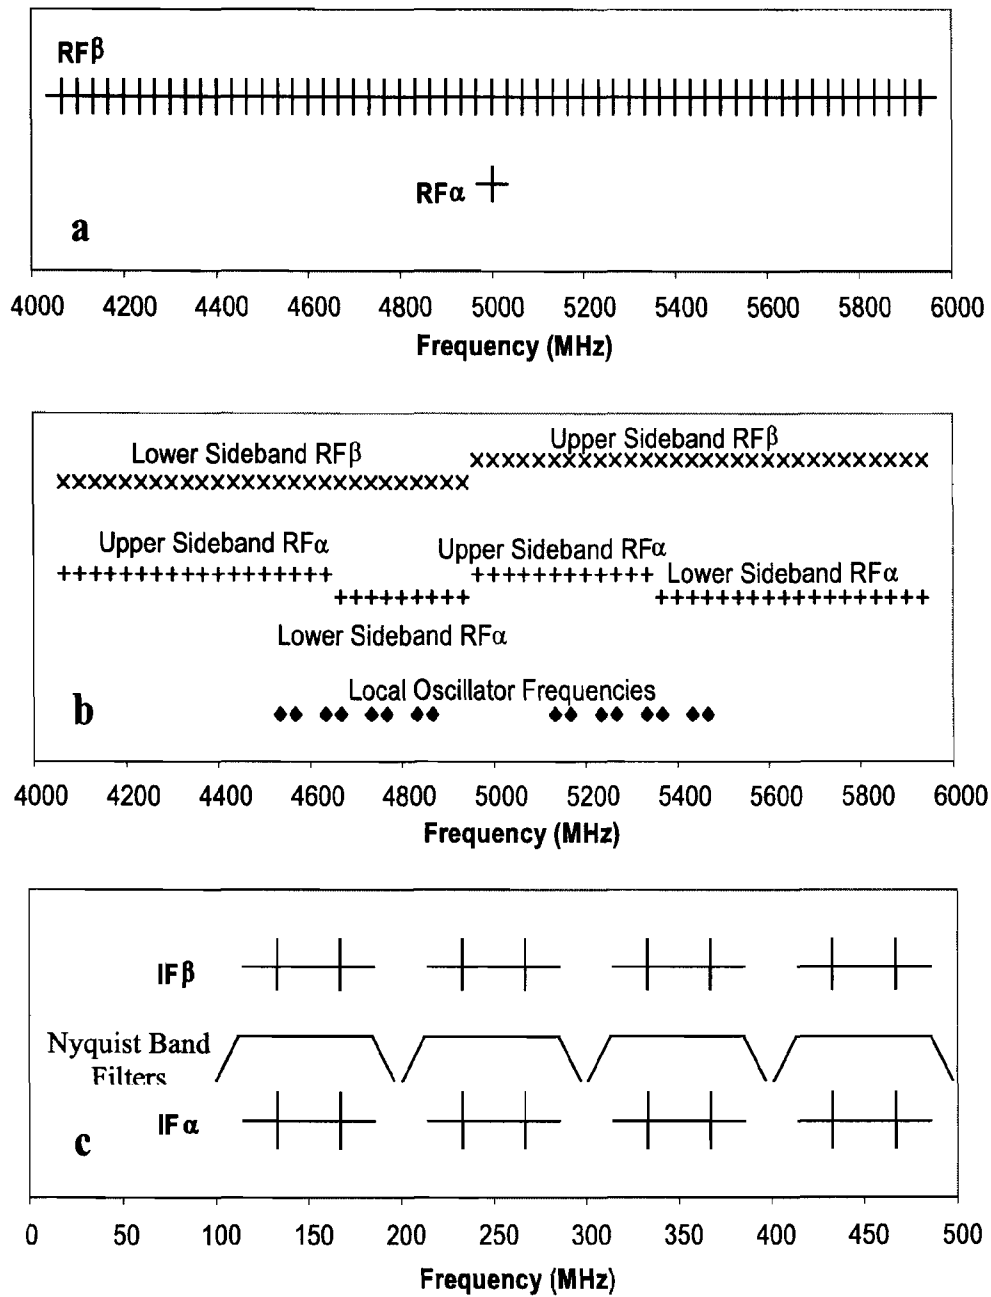 RFβ
RFα
a
4000 4200 4400 4600 4800 5000 5200 5400 5600 5800 6000
Frequency (MHz)
Upper Sideband RFβ
Lower Sideband RFβ
Upper Sideband RFα
Upper Sideband RFα
Lower Sideband RFα
Lower Sideband RFα
Local Oscillator Frequencies
b
4000 4200 4400 4600 4800 5000 5200 5400 5600 5800 6000
Frequency (MHz)
IFβ
Nyquist Band
Filters
IFα
c
0 50 100 150 200 250 300 350 400 450 500
Frequency (MHz)